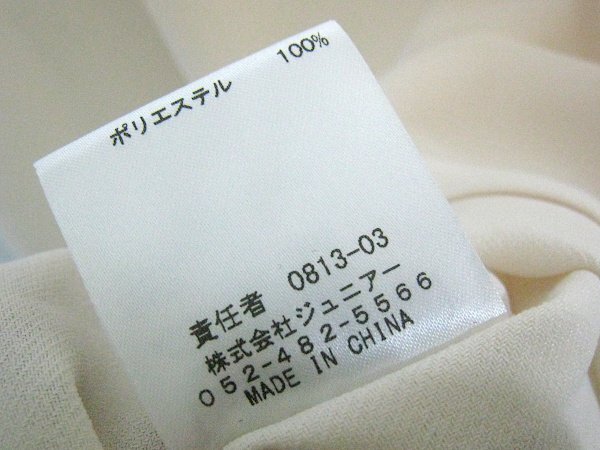 ポリエステル 100%
責任者 0813-03
株式会社ジュニアー
052-482-5566
MADE IN CHINA